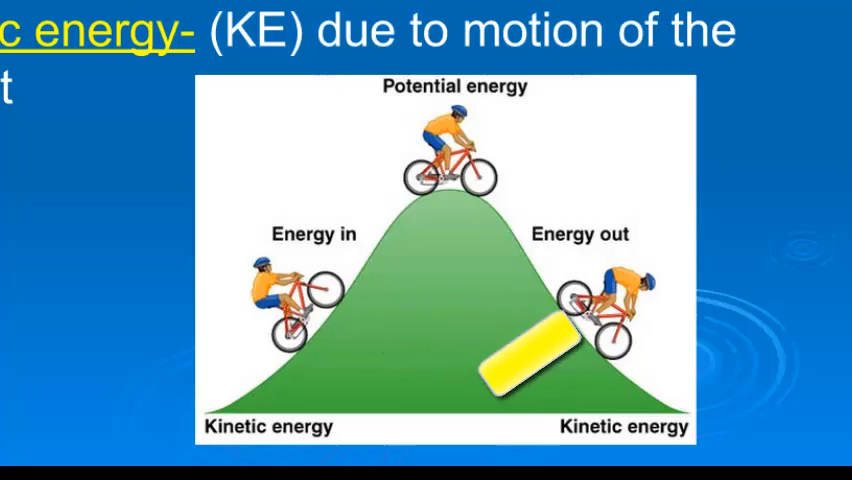 c energy- (KE) due to motion of the
t
Potential energy
Energy in
Energy out
Kinetic energy
Kinetic energy